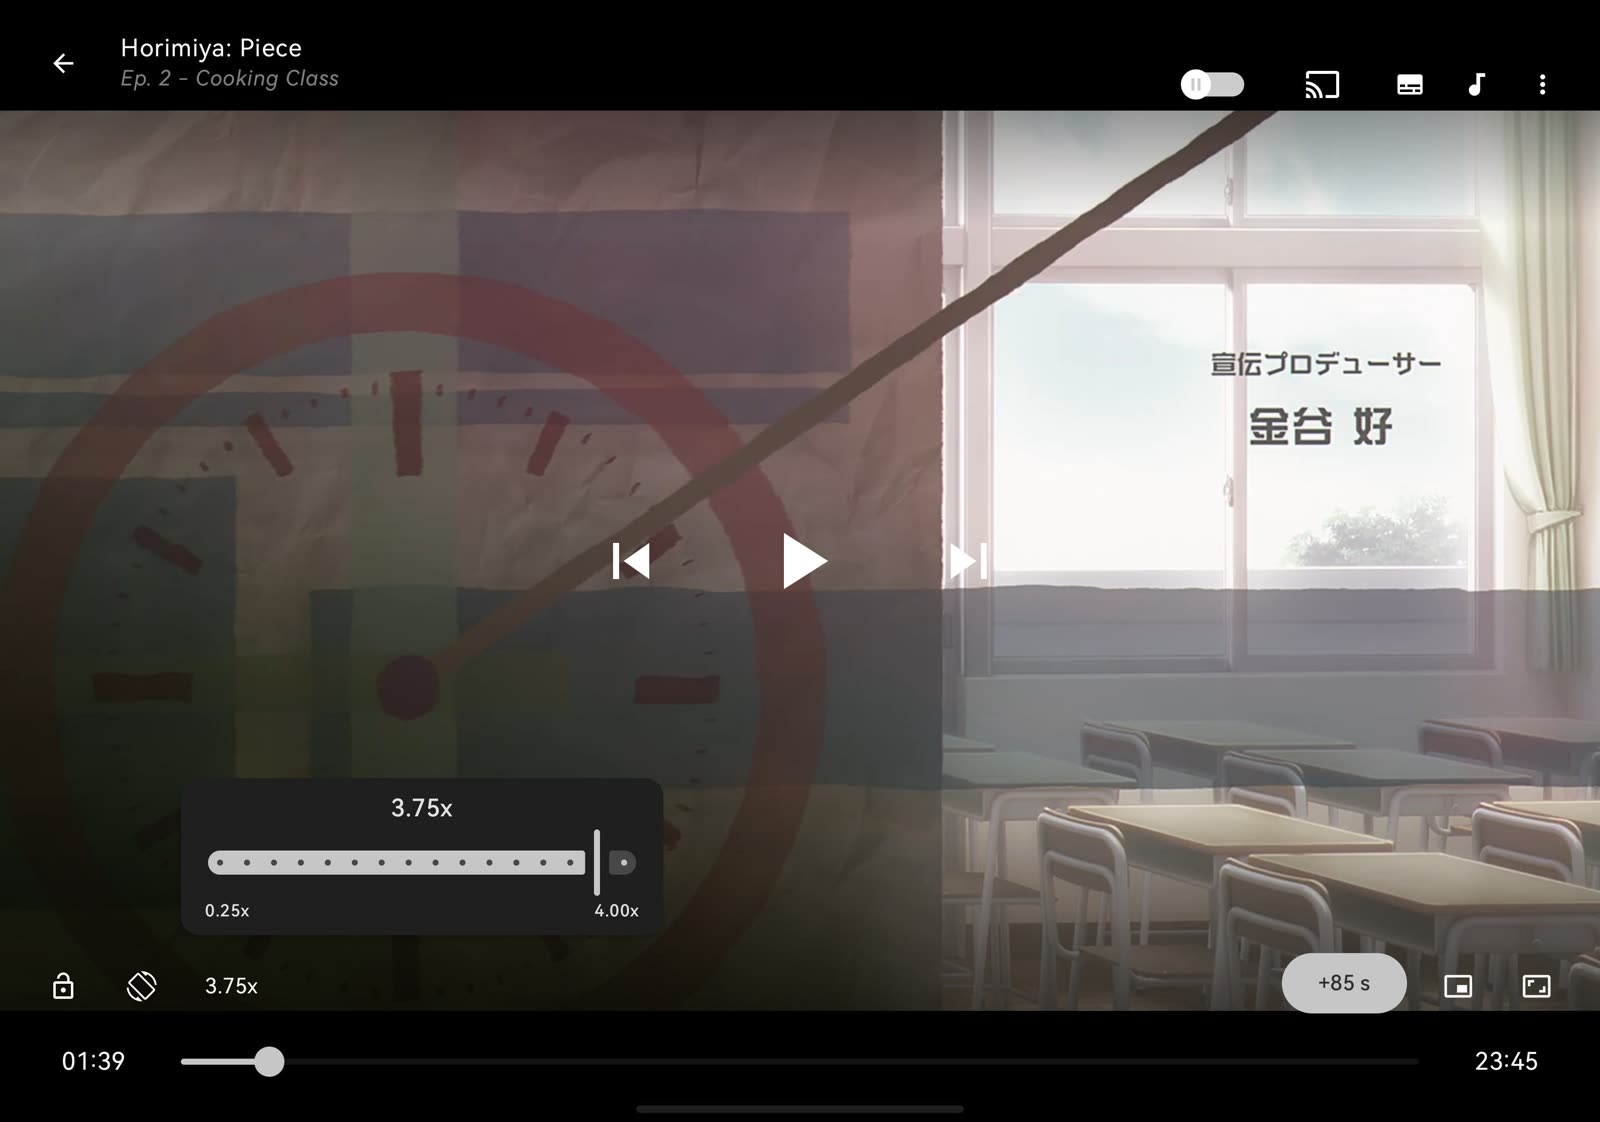 Horimiya: Piece
Ep. 2 - Cooking Class
宣伝プロデューサー
金谷 好
3.75x
0.25x
4.00x
3.75x
+85 s
01:39
23:45